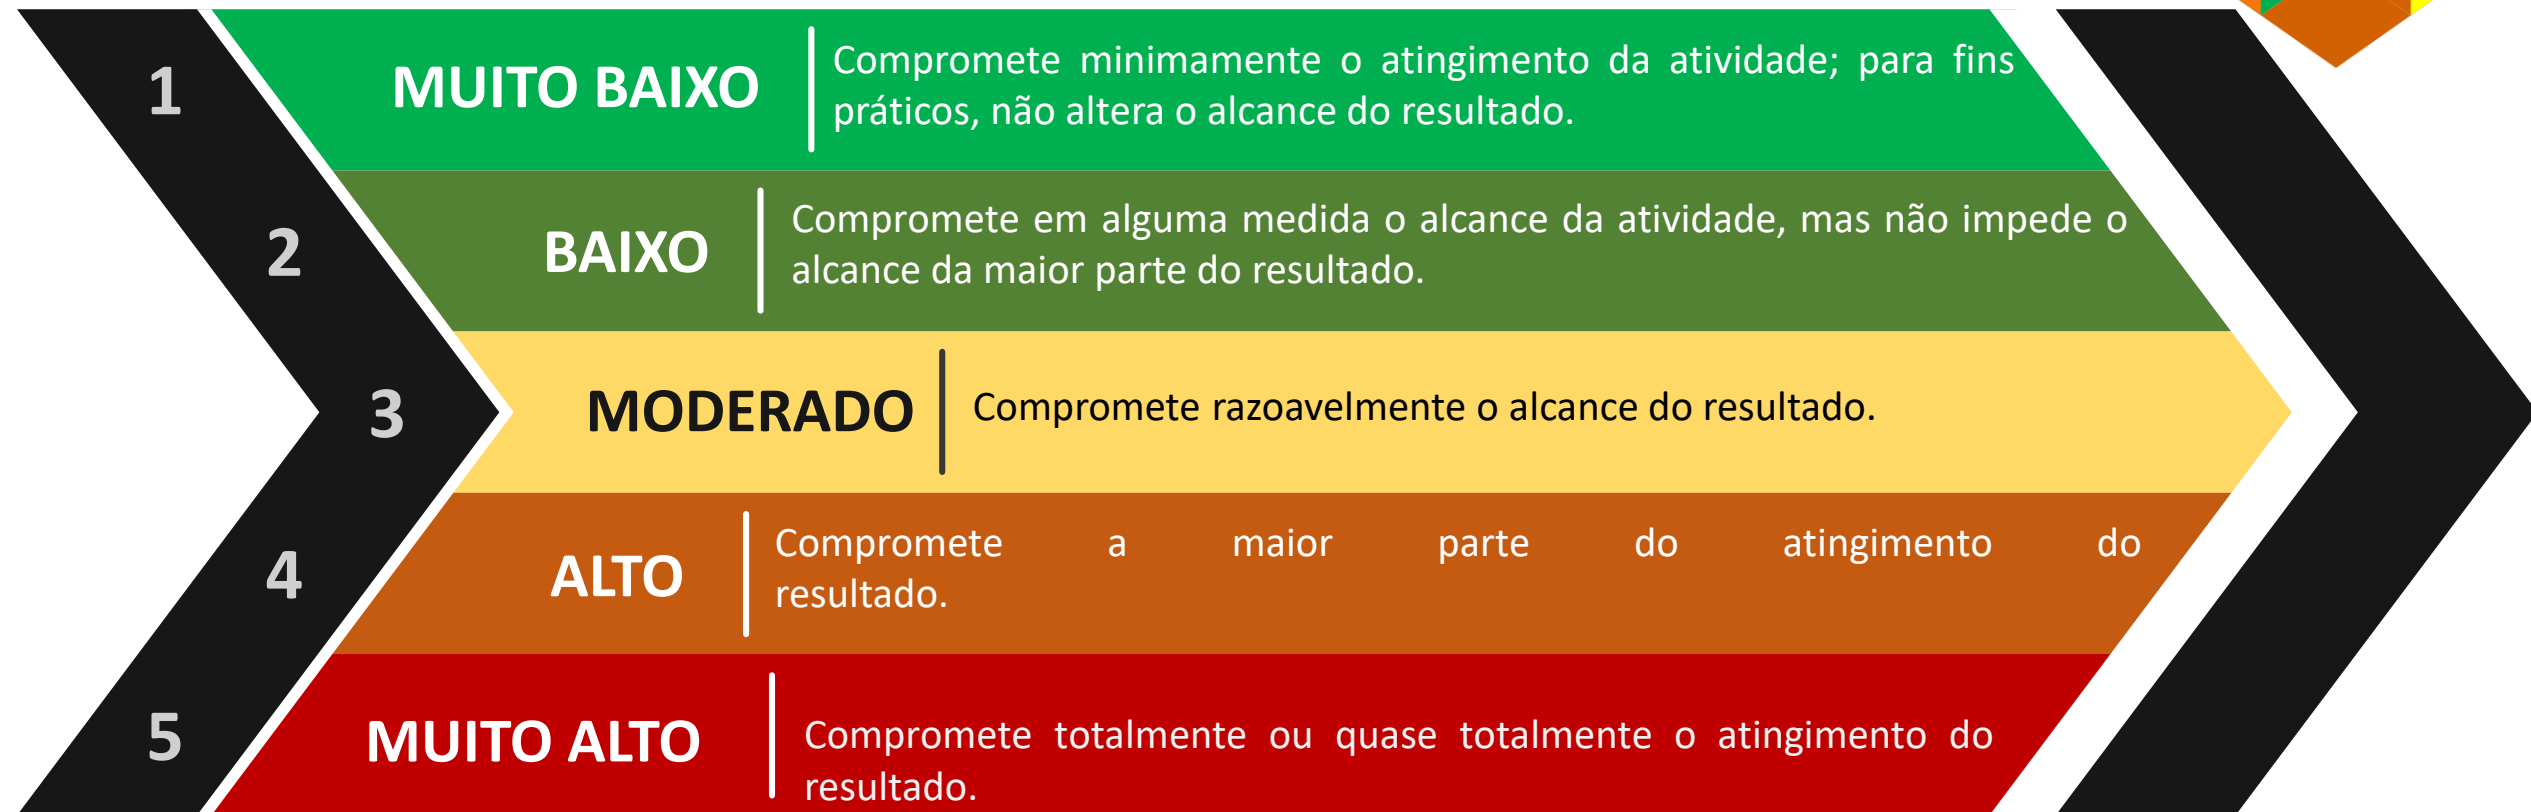 1
MUITO BAIXO
Compromete minimamente o atingimento da atividade; para fins
práticos, não altera o alcance do resultado.
2
BAIXO
Compromete em alguma medida o alcance da atividade, mas não impede o
alcance da maior parte do resultado.
3
MODERADO
Compromete razoavelmente o alcance do resultado.
4
ALTO
Compromete a maior parte do atingimento do
resultado.
5
MUITO ALTO
Compromete totalmente ou quase totalmente o atingimento do
resultado.